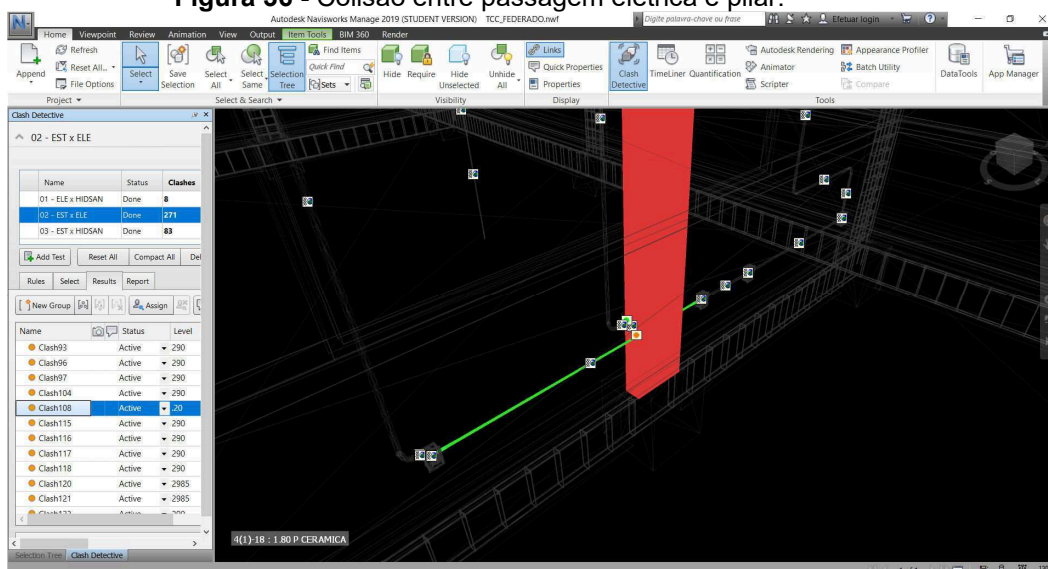 Figura 56 - Colisão entre passagem elétrica e pilar.
Autodesk Navisworks Manage 2019 (STUDENT VERSION) TCC_FEDERADO.nwf
Digite palavra-chave ou frase
Efetuar login
Home Viewpoint Review Animation View Output Item Tools BIM 360 Render
Append
Refresh
Reset All...
File Options
Project
Select
Save Selection
Select All
Select Same
Selection Tree
Find Items
Quick Find
Sets
Select & Search
Hide
Require
Hide Unselected
Unhide All
Visibility
Links
Quick Properties
Properties
Display
Clash Detective
TimeLiner
Quantification
Autodesk Rendering
Animator
Scripter
Appearance Profiler
Batch Utility
Compare
Tools
DataTools
App Manager
Clash Detective
02 - EST x ELE
Name Status Clashes
01 - ELE x HIDSAN Done 8
02 - EST x ELE Done 271
03 - EST x HIDSAN Done 83
Add Test Reset All Compact All Del
Rules Select Results Report
New Group Assign
Name Status Level
Clash93 Active 290
Clash96 Active 290
Clash97 Active 290
Clash104 Active 290
Clash108 Active .20
Clash115 Active 290
Clash116 Active 290
Clash117 Active 290
Clash118 Active 290
Clash120 Active 2985
Clash121 Active 2985
Selection Tree Clash Detective
4(1)-18 : 1.80 P CERAMICA